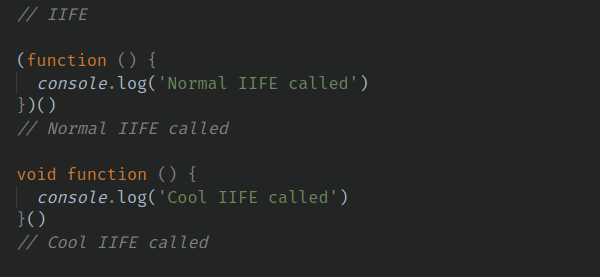 // IIFE
(function () {
  console.log('Normal IIFE called')
})()
// Normal IIFE called
void function () {
  console.log('Cool IIFE called')
}()
// Cool IIFE called